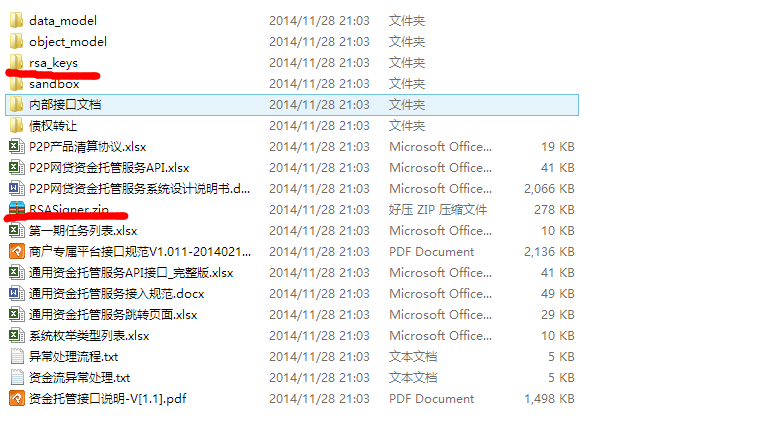 data_model 2014/11/28 21:03 文件夹
object_model 2014/11/28 21:03 文件夹
rsa_keys 2014/11/28 21:03 文件夹
sandbox 2014/11/28 21:03 文件夹
内部接口文档 2014/11/28 21:03 文件夹
债权转让 2014/11/28 21:03 文件夹
P2P产品清算协议.xlsx 2014/11/28 21:03 Microsoft Office... 19 KB
P2P网贷资金托管服务API.xlsx 2014/11/28 21:03 Microsoft Office... 41 KB
P2P网贷资金托管服务系统设计说明书.d... 2014/11/28 21:03 Microsoft Office... 2,066 KB
RSASigner.zip 2014/11/28 21:03 好压 ZIP 压缩文件 278 KB
第一期任务列表.xlsx 2014/11/28 21:03 Microsoft Office... 10 KB
商户专属平台接口规范V1.011-2014021... 2014/11/28 21:03 PDF Document 2,136 KB
通用资金托管服务API接口_完整版.xlsx 2014/11/28 21:03 Microsoft Office... 41 KB
通用资金托管服务接入规范.docx 2014/11/28 21:03 Microsoft Office... 49 KB
通用资金托管服务跳转页面.xlsx 2014/11/28 21:03 Microsoft Office... 29 KB
系统枚举类型列表.xlsx 2014/11/28 21:03 Microsoft Office... 10 KB
异常处理流程.txt 2014/11/28 21:03 文本文档 5 KB
资金流异常处理.txt 2014/11/28 21:03 文本文档 5 KB
资金托管接口说明-V[1.1].pdf 2014/11/28 21:03 PDF Document 1,498 KB